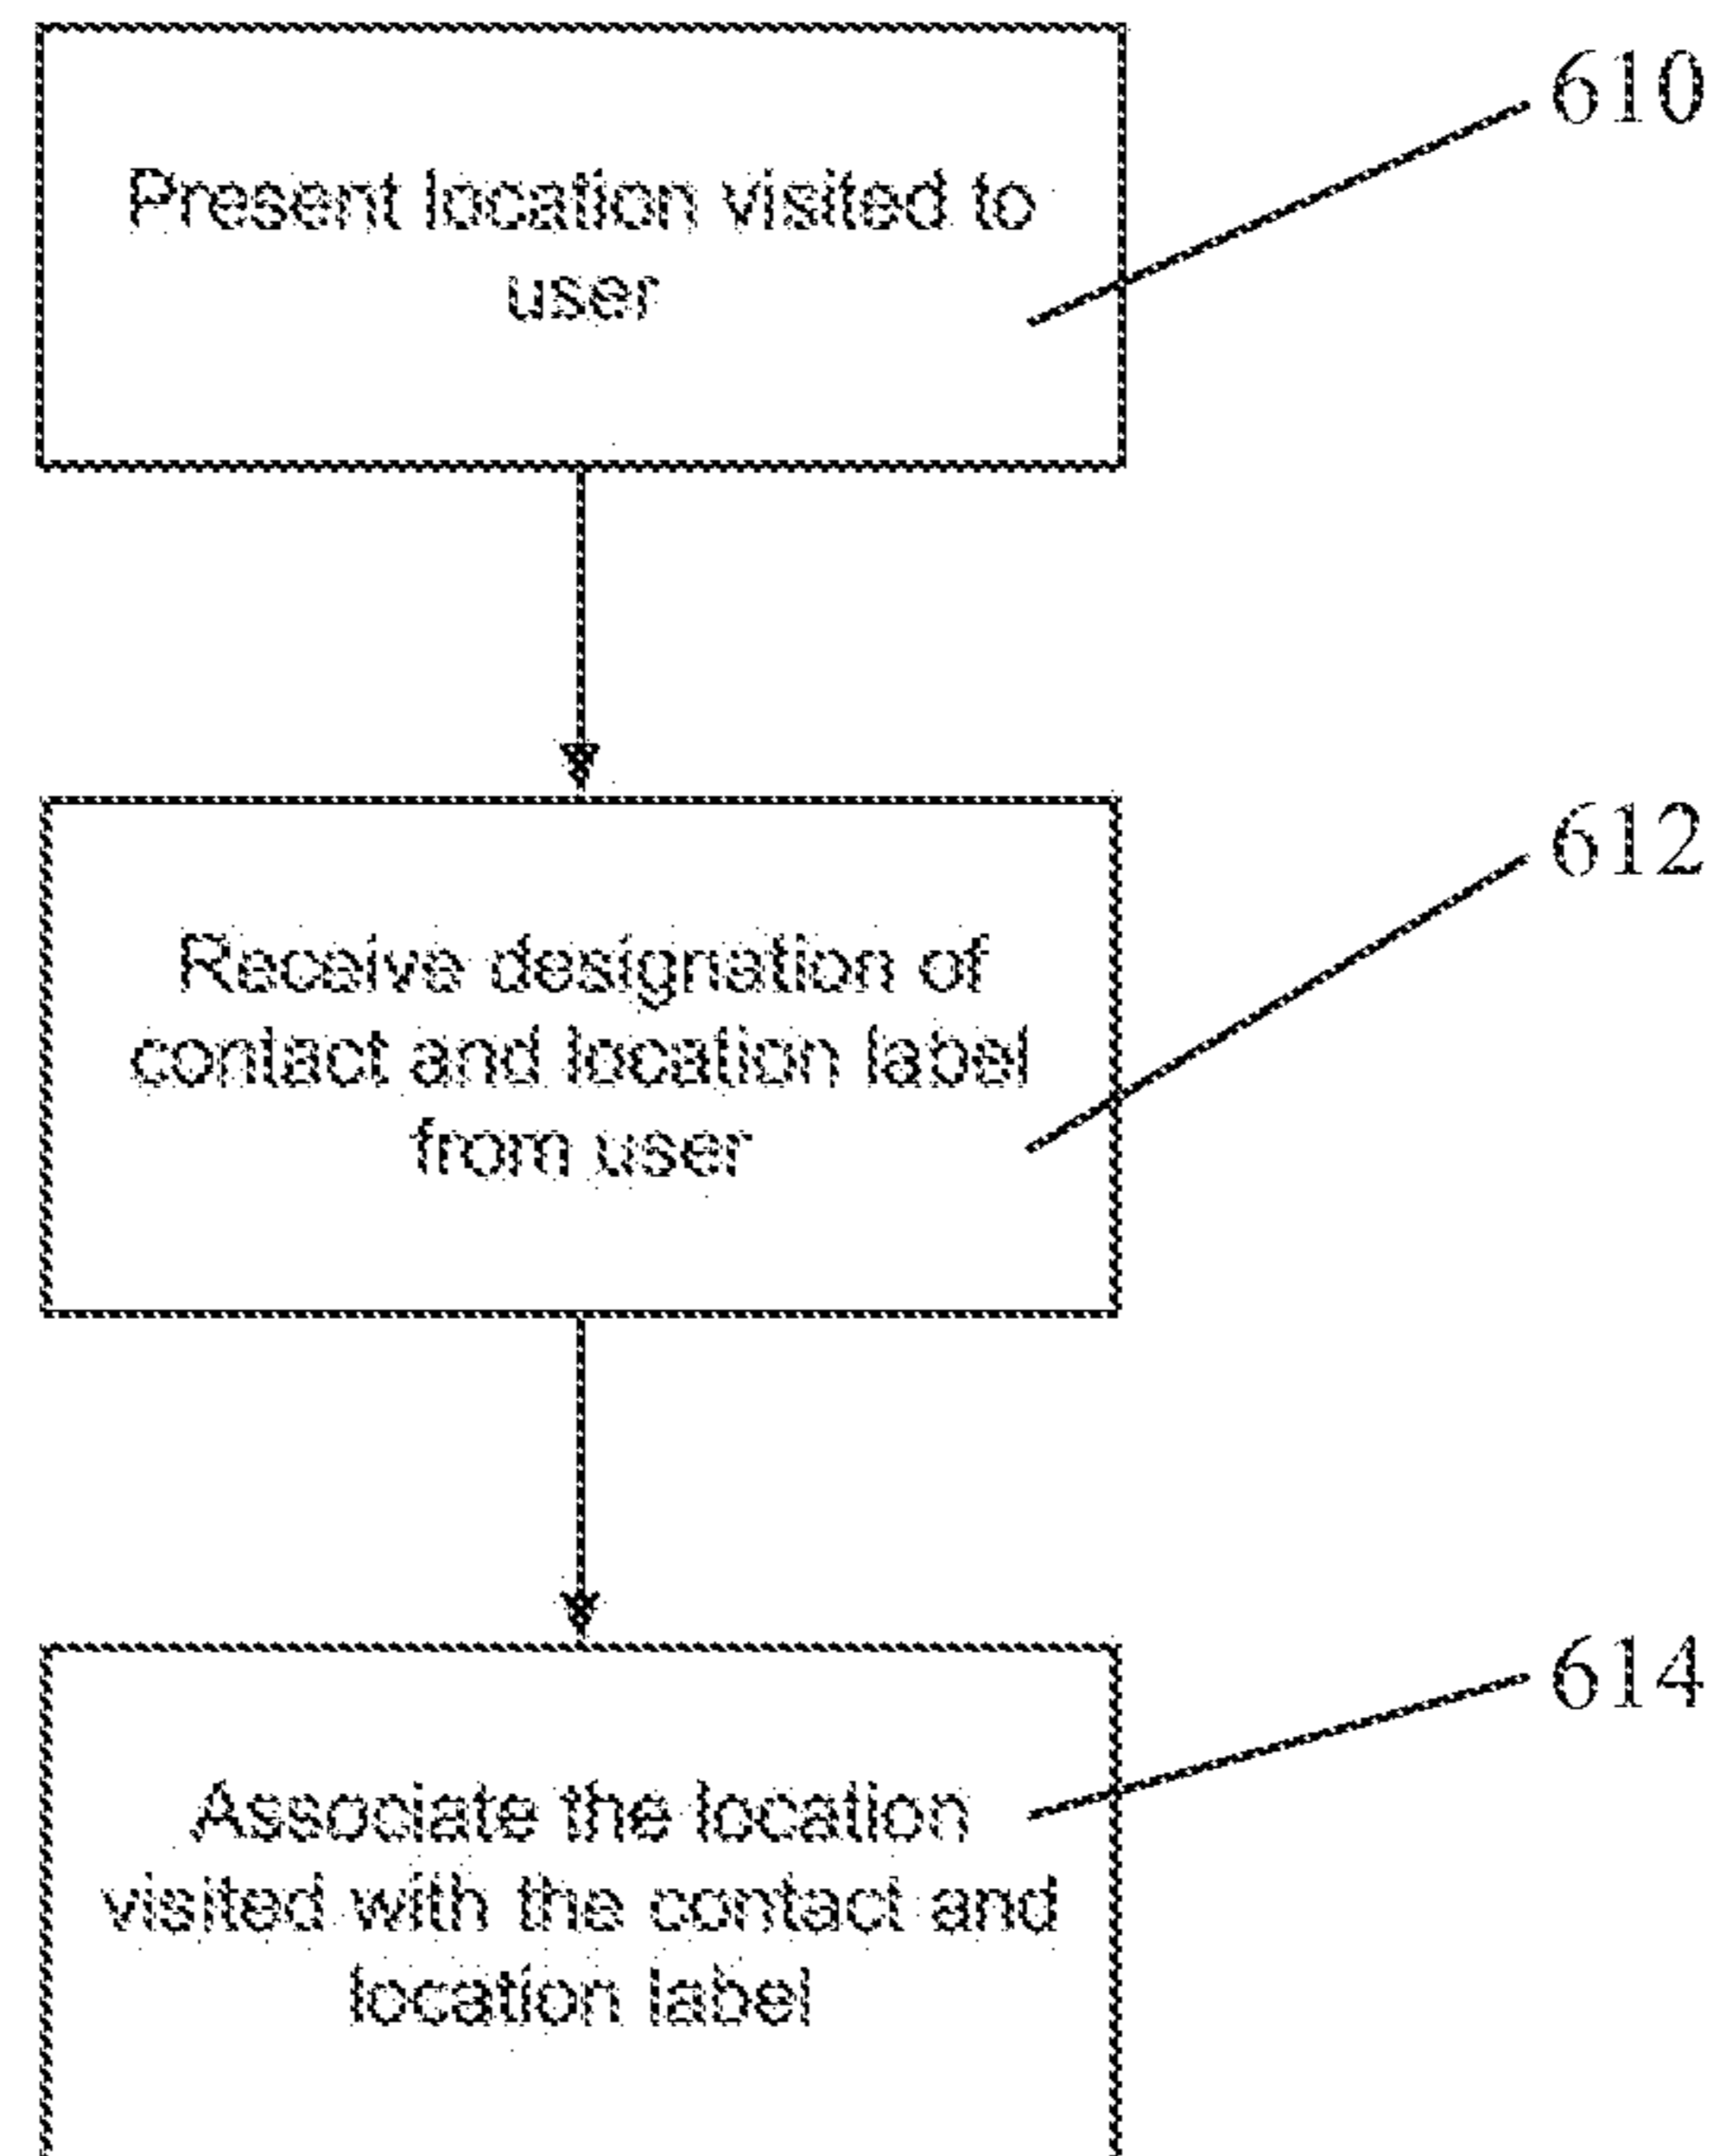 610
Present location visited to
user
612
Receive designation of
contact and location label
from user
614
Associate the location
visited with the contact and
location label